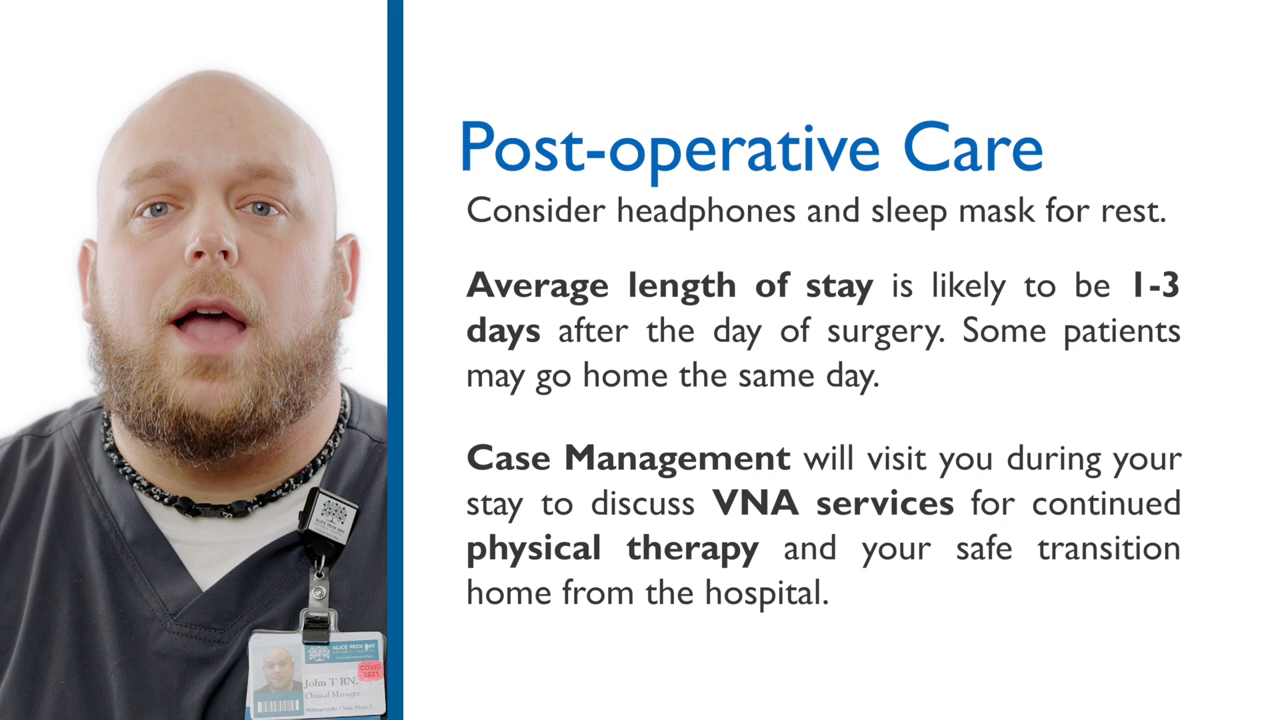 Post-operative Care
Consider headphones and sleep mask for rest.
Average length of stay is likely to be 1-3
days after the day of surgery. Some patients
may go home the same day.
Case Management will visit you during your
stay to discuss VNA services for continued
physical therapy and your safe transition
home from the hospital.
ALICE PECK DAY
ALICE PECK DAY
COVID
2021
John T RN.
Clinical Manager